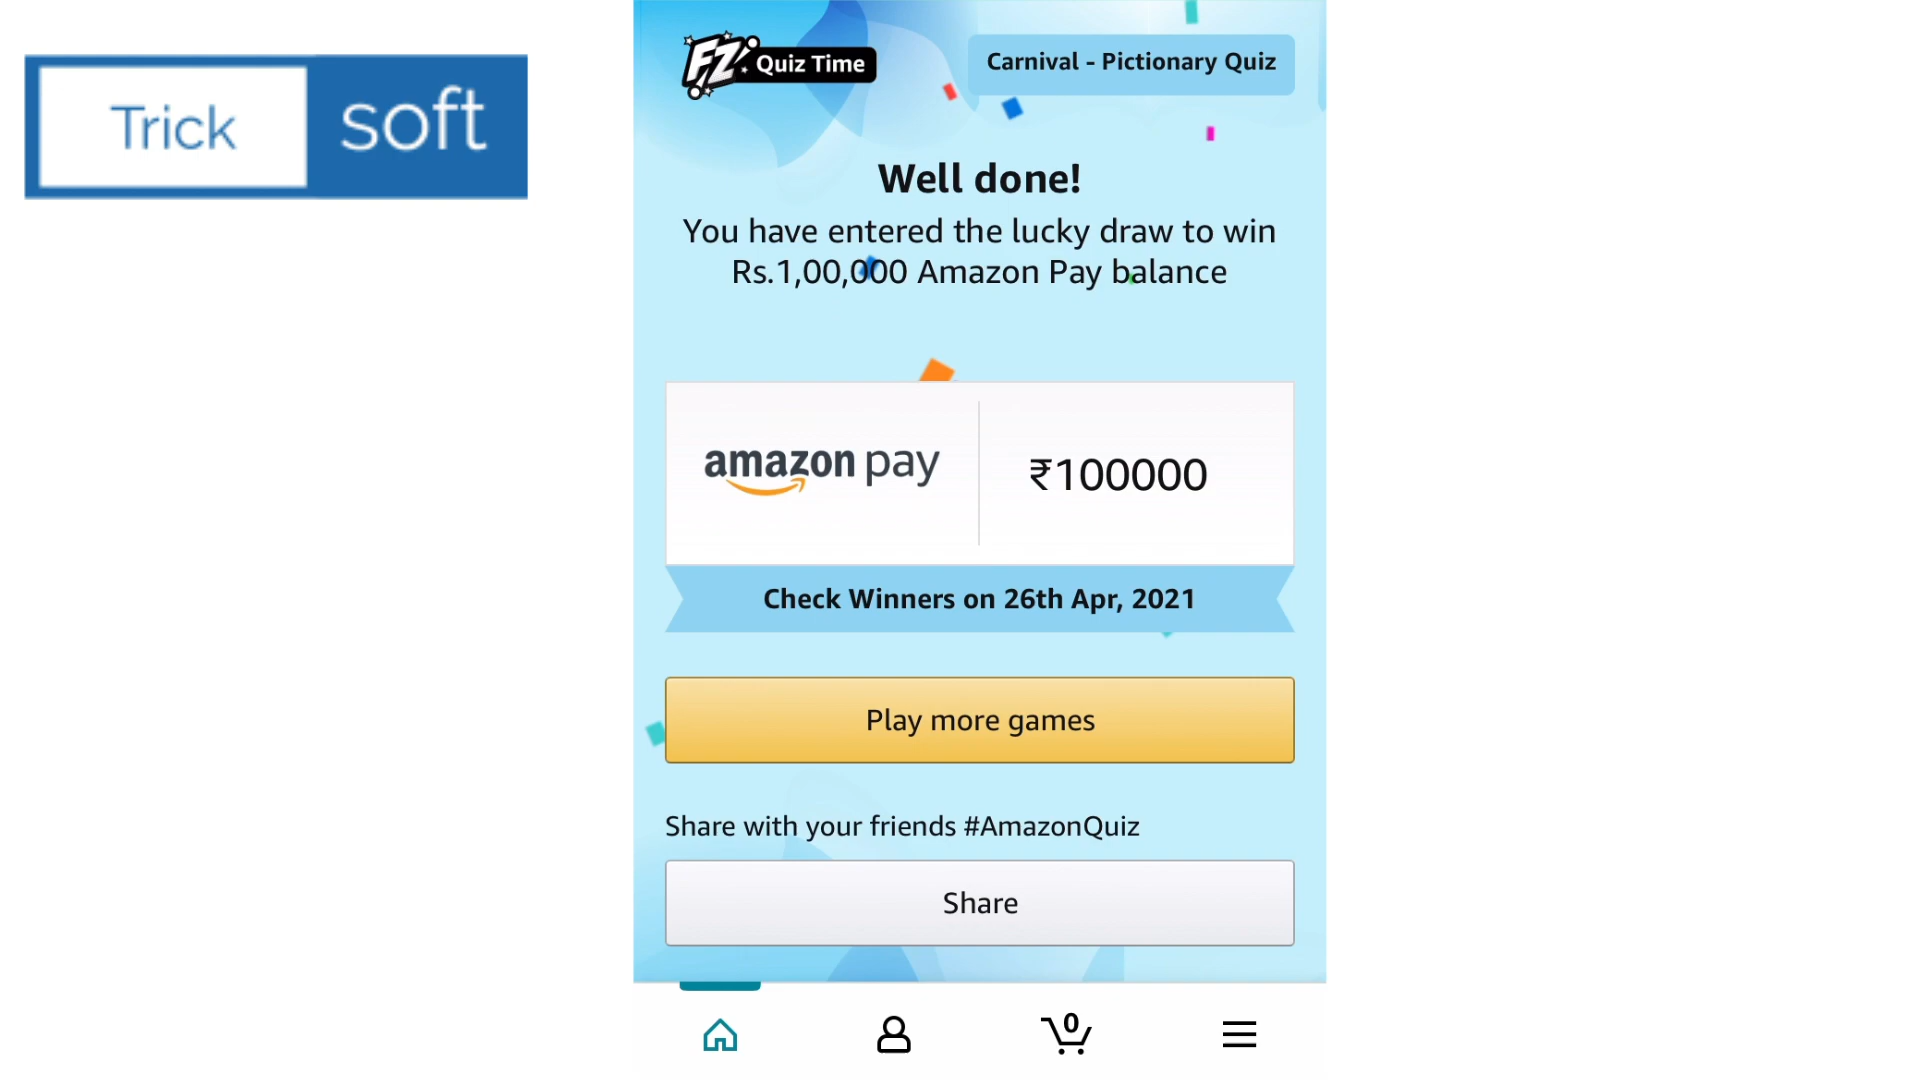 Trick soft
FZ Quiz Time
Carnival - Pictionary Quiz
Well done!
You have entered the lucky draw to win
Rs.1,00,000 Amazon Pay balance
amazon pay
₹100000
Check Winners on 26th Apr, 2021
Play more games
Share with your friends #AmazonQuiz
Share
0